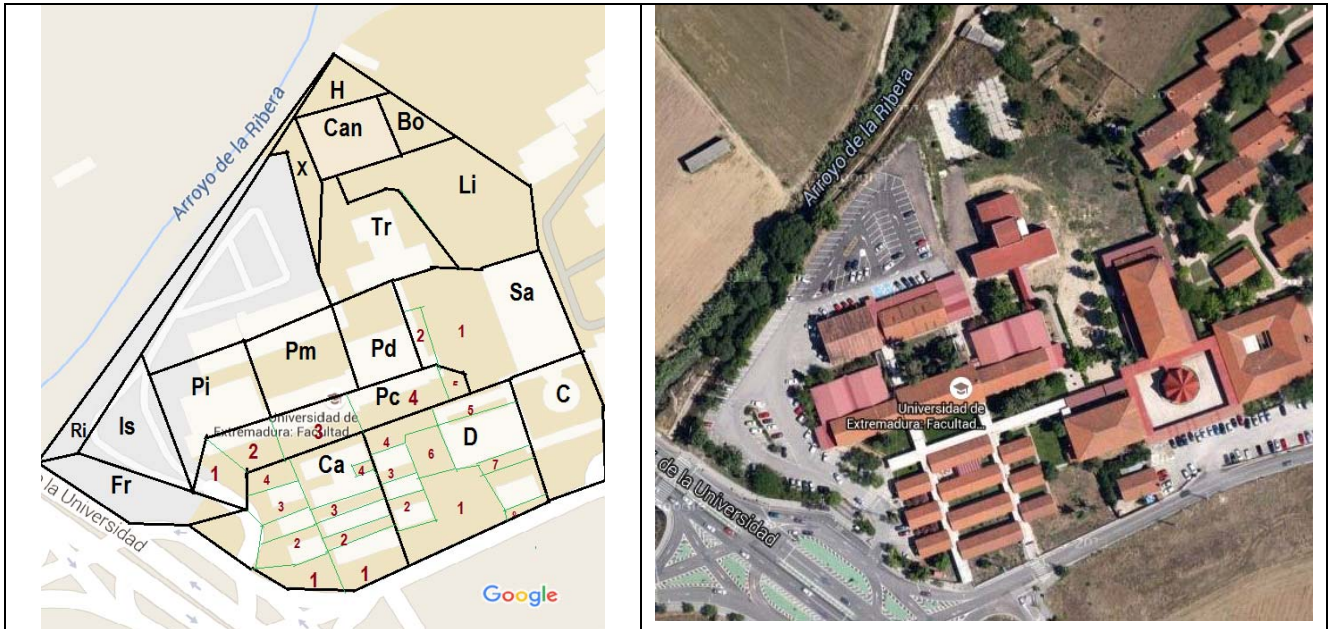 H
Can
Bo
X
Li
Tr
Sa
Arroyo de la Ribera
Pm
Pd
2
1
Pi
Pc 4
C
Universidad de
Extremadura: Facultad...
3
5
Is
Ri
2
D
1
Ca
4
6
Fr
4
4
3
7
3
3
2
1
2
2
1
1
de la Universidad
Google
Arroyo de la Ribera
Universidad de
Extremadura: Facultad...
de la Universidad